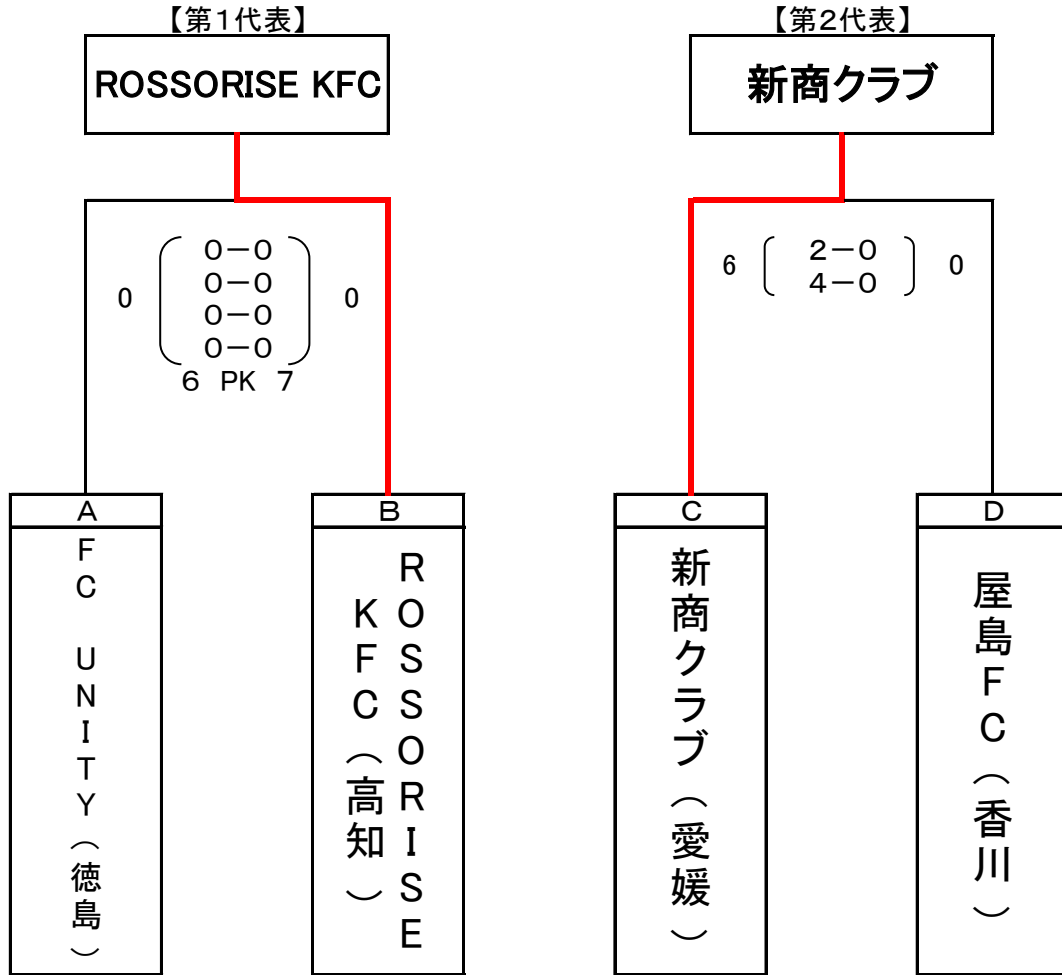 【第1代表】
ROSSORISE KFC
【第2代表】
新商クラブ
0
0-0
0-0
0-0
0-0
0
6 PK 7
6
2-0
4-0
0
A
FC UNITY(徳島)
B
ROSSORISE
KFC(高知)
C
新商クラブ(愛媛)
D
屋島FC(香川)